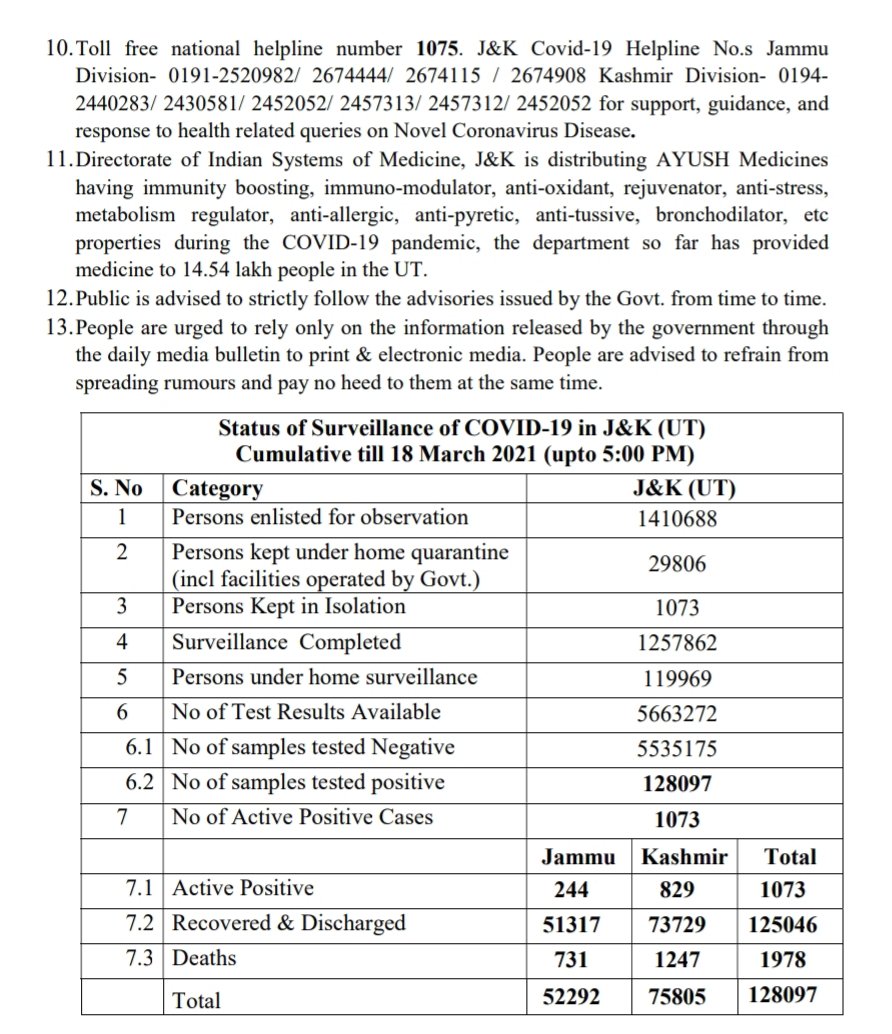 10.Toll free national helpline number 1075. J&K Covid-19 Helpline No.s Jammu
Division- 0191-2520982/ 2674444/ 2674115 / 2674908 Kashmir Division- 0194-
2440283/ 2430581/ 2452052/ 2457313/ 2457312/ 2452052 for support, guidance, and
response to health related queries on Novel Coronavirus Disease.
11.Directorate of Indian Systems of Medicine, J&K is distributing AYUSH Medicines
having immunity boosting, immuno-modulator, anti-oxidant, rejuvenator, anti-stress,
metabolism regulator, anti-allergic, anti-pyretic, anti-tussive, bronchodilator, etc
properties during the COVID-19 pandemic, the department so far has provided
medicine to 14.54 lakh people in the UT.
12.Public is advised to strictly follow the advisories issued by the Govt. from time to time.
13.People are urged to rely only on the information released by the government through
the daily media bulletin to print & electronic media. People are advised to refrain from
spreading rumours and pay no heed to them at the same time.
Status of Surveillance of COVID-19 in J&K (UT)
Cumulative till 18 March 2021 (upto 5:00 PM)
S. No Category J&K (UT)
1 Persons enlisted for observation 1410688
2 Persons kept under home quarantine
(incl facilities operated by Govt.) 29806
3 Persons Kept in Isolation 1073
4 Surveillance Completed 1257862
5 Persons under home surveillance 119969
6 No of Test Results Available 5663272
6.1 No of samples tested Negative 5535175
6.2 No of samples tested positive 128097
7 No of Active Positive Cases 1073
Jammu Kashmir Total
7.1 Active Positive 244 829 1073
7.2 Recovered & Discharged 51317 73729 125046
7.3 Deaths 731 1247 1978
Total 52292 75805 128097